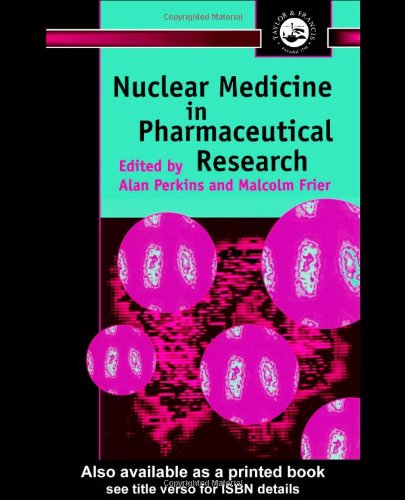 TAYLOR & FRANCIS
Nuclear Medicine
in
Pharmaceutical
Research
Edited by
Alan Perkins and Malcolm Frier
Also available as a printed book
see title verso for ISBN details
Copyrighted Material
Copyrighted Material